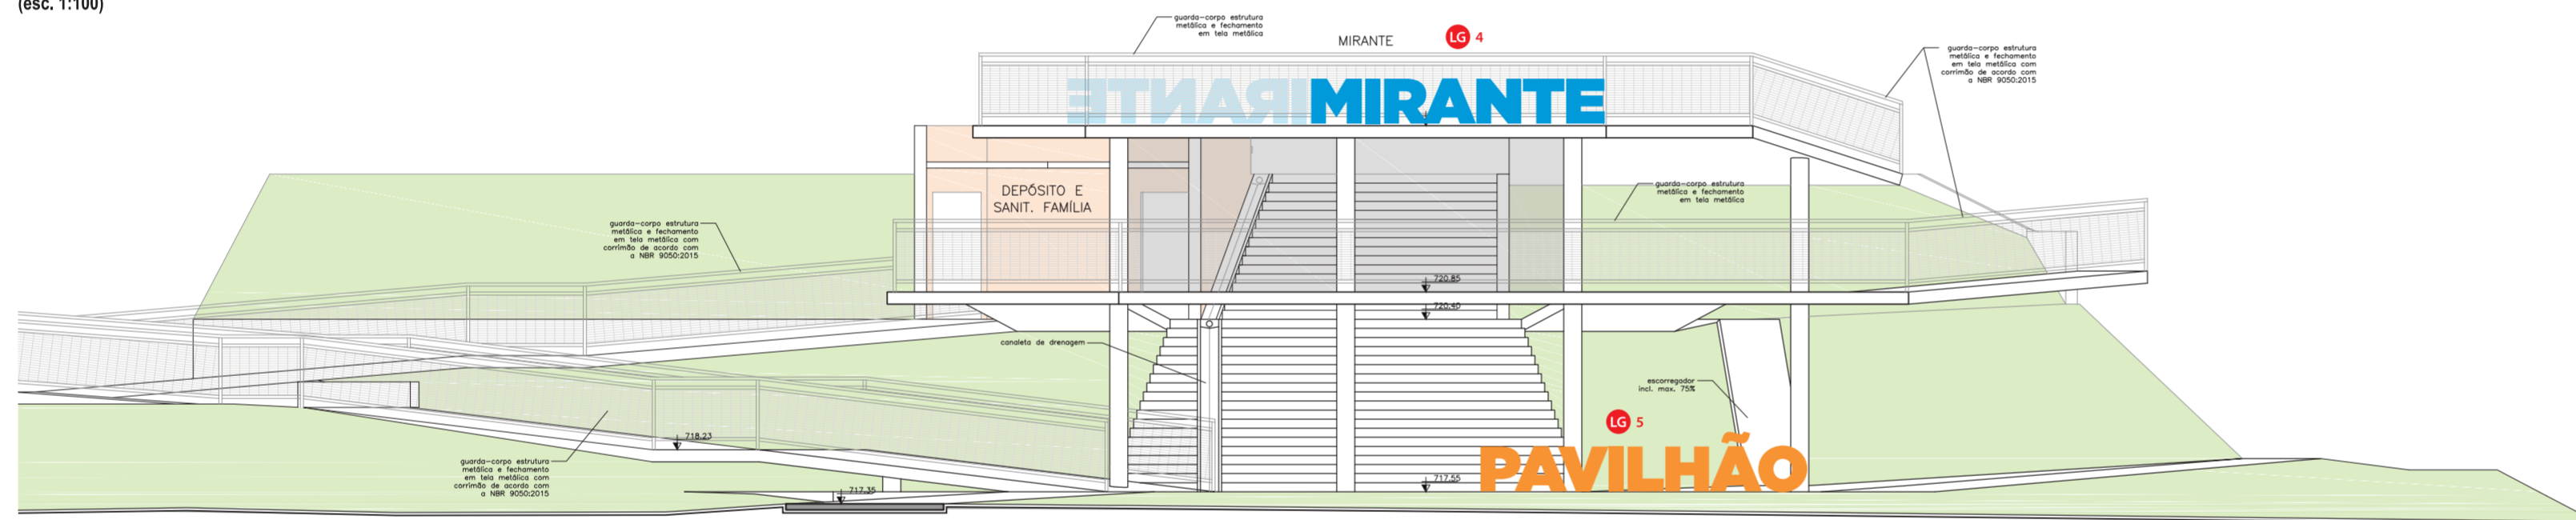 (esc. 1:100)
guarda-corpo estrutura
metálica e fechamento
em tela metálica
MIRANTE
LG 4
guarda-corpo estrutura
metálica e fechamento
em tela metálica com
corrimão de acordo com
a NBR 9050:2015
MIRANTE
MIRANTE
DEPÓSITO E
SANIT. FAMÍLIA
guarda-corpo estrutura
metálica e fechamento
em tela metálica
guarda-corpo estrutura
metálica e fechamento
em tela metálica com
corrimão de acordo com
a NBR 9050:2015
720.85
720.40
canaleta de drenagem
escorregador
incl. max. 75%
LG 5
718.23
PAVILHÃO
guarda-corpo estrutura
metálica e fechamento
em tela metálica com
corrimão de acordo com
a NBR 9050:2015
717.35
717.55